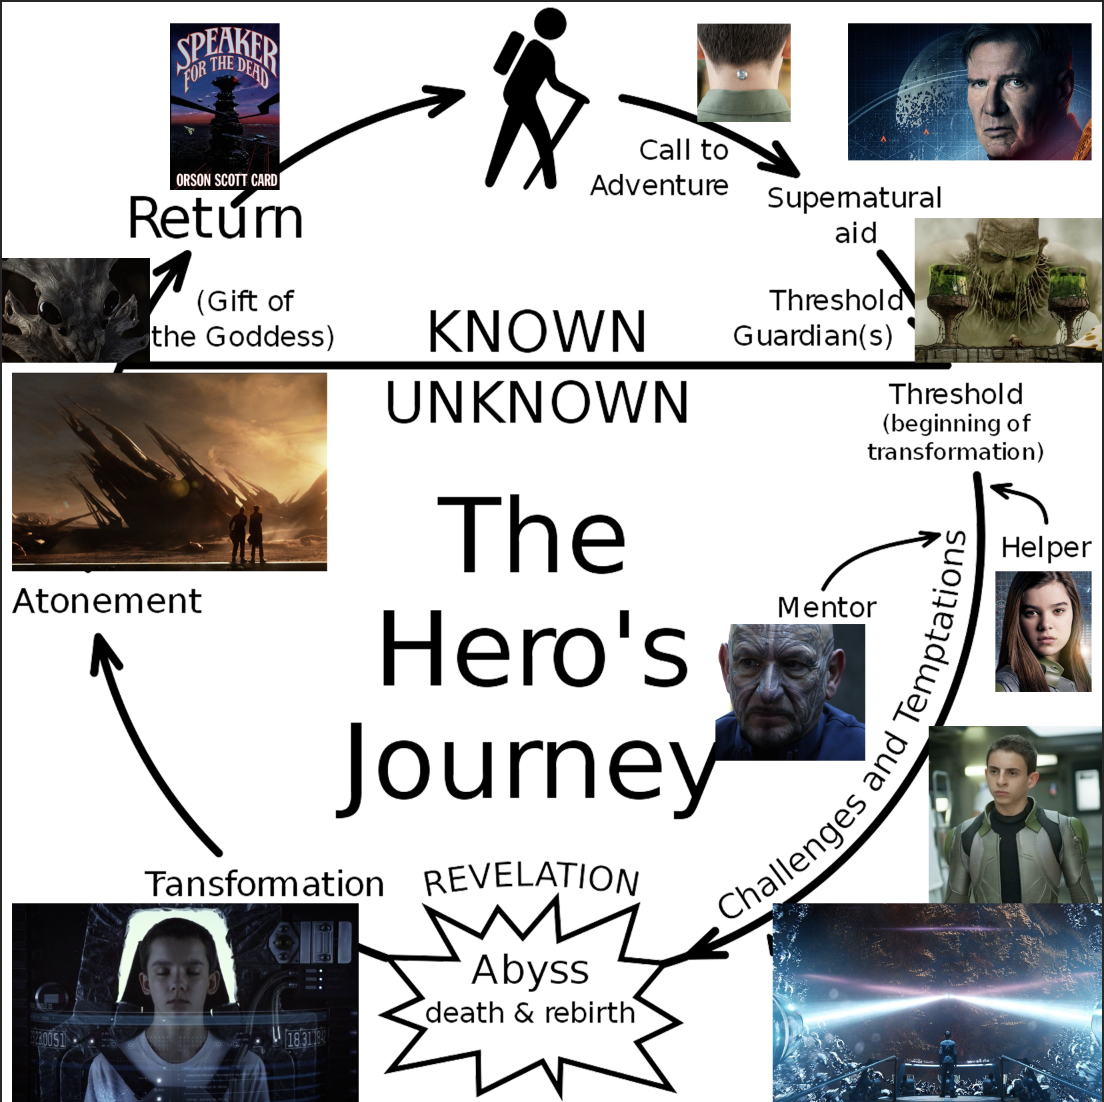 SPEAKER
FOR THE DEAD
ORSON SCOTT CARD
Call to
Adventure
Supernatural
aid
Return
(Gift of
the Goddess)
KNOWN
Threshold
Guardian(s)
UNKNOWN
Threshold
(beginning of
transformation)
The
Hero's
Journey
Helper
Mentor
Challenges and Temptations
Atonement
Tansformation
REVELATION
Abyss
death & rebirth